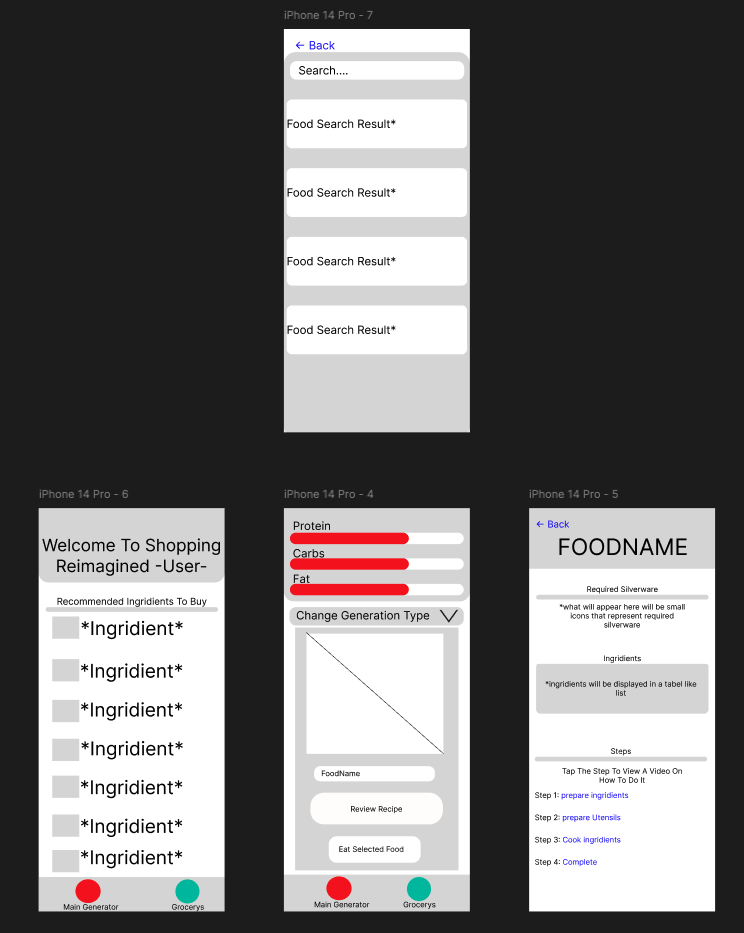 iPhone 14 Pro - 7
← Back
Search....
Food Search Result*
Food Search Result*
Food Search Result*
Food Search Result*
iPhone 14 Pro - 6
Welcome To Shopping
Reimagined -User-
Recommended Ingridients To Buy
*Ingridient*
*Ingridient*
*Ingridient*
*Ingridient*
*Ingridient*
*Ingridient*
*Ingridient*
Main Generator
Grocerys
iPhone 14 Pro - 4
Protein
Carbs
Fat
Change Generation Type
FoodName
Review Recipe
Eat Selected Food
Main Generator
Grocerys
iPhone 14 Pro - 5
← Back
FOODNAME
Required Silverware
*what will appear here will be small
icons that represent required
silverware
Ingridients
*ingridients will be displayed in a tabel like
list
Steps
Tap The Step To View A Video On
How To Do It
Step 1: prepare ingridients
Step 2: prepare Utensils
Step 3: Cook ingridients
Step 4: Complete